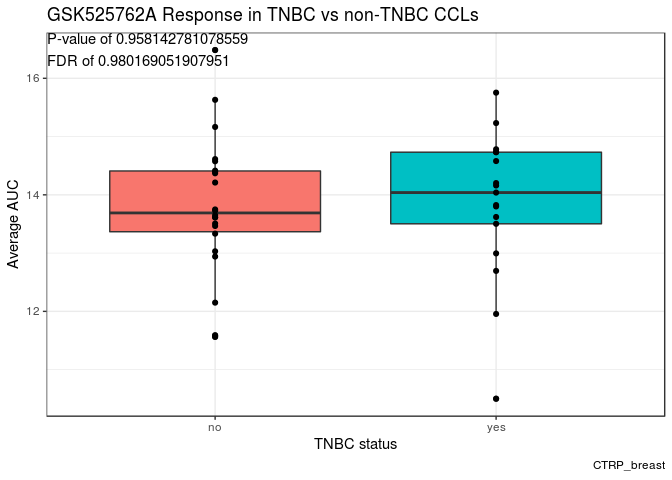 GSK525762A Response in TNBC vs non-TNBC CCLs
P-value of 0.958142781078559
FDR of 0.980169051907951
16
14
12
Average AUC
no
yes
TNBC status
CTRP_breast